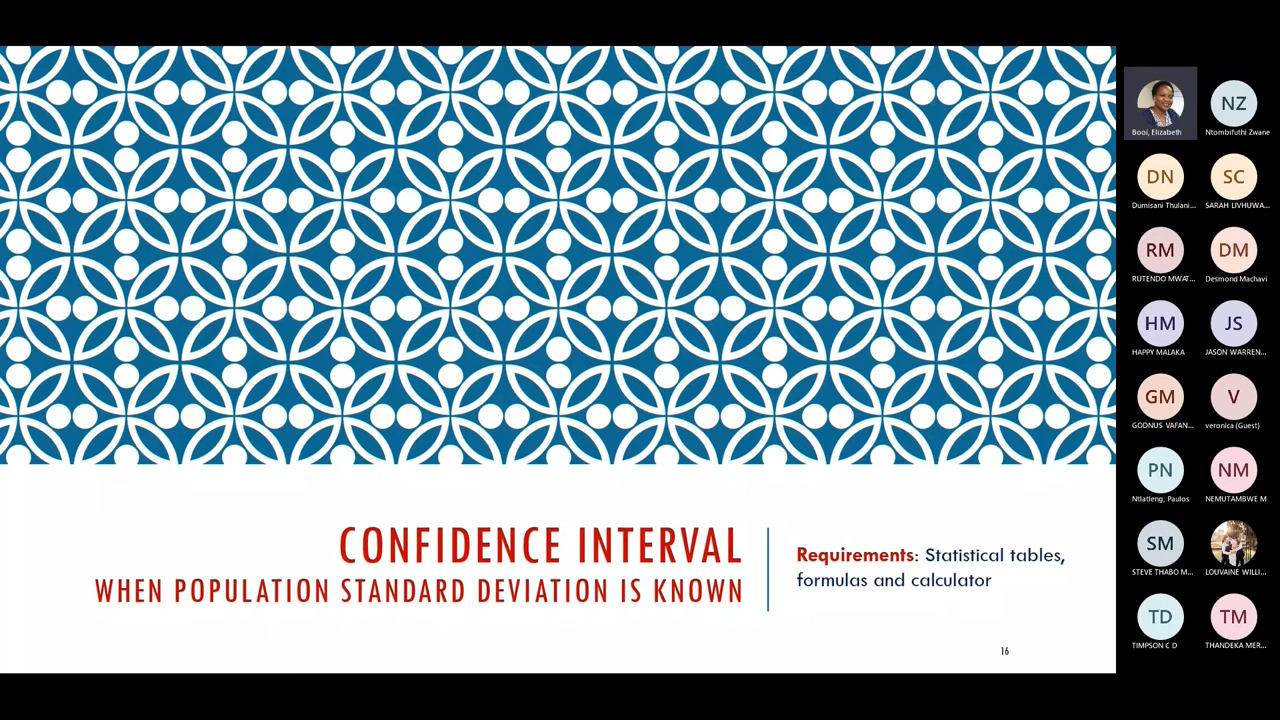 CONFIDENCE INTERVAL
WHEN POPULATION STANDARD DEVIATION IS KNOWN
Requirements: Statistical tables,
formulas and calculator
16
Booi, Elizabeth
NZ
Ntombifuthi Zwane
DN
Dumisani Thulani...
SC
SARAH LIVHUWA...
RM
RUTENDO MWAT...
DM
Desmond Machavi
HM
HAPPY MALAKA
JS
JASON WARREN...
GM
GODNUS VAFAN...
V
veronica (Guest)
PN
Ntlatleng, Paulos
NM
NEMUTAMBWE M
SM
STEVE THABO M...
LOUVAINE WILLI...
TD
TIMPSON C D
TM
THANDEKA MER...